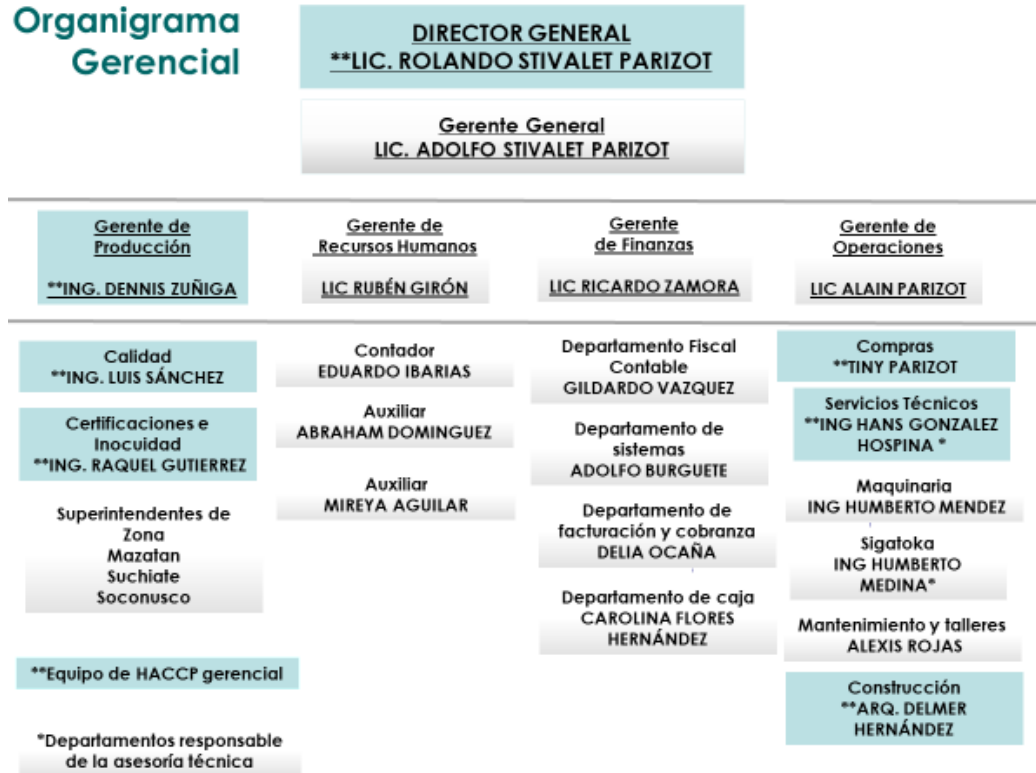 Organigrama
Gerencial
DIRECTOR GENERAL
**LIC. ROLANDO STIVALET PARIZOT
Gerente General
LIC. ADOLFO STIVALET PARIZOT
Gerente de
Producción
**ING. DENNIS ZUÑIGA
Gerente de
Recursos Humanos
LIC RUBÉN GIRÓN
Gerente
de Finanzas
LIC RICARDO ZAMORA
Gerente de
Operaciones
LIC ALAIN PARIZOT
Calidad
**ING. LUIS SÁNCHEZ
Certificaciones e
Inocuidad
**ING. RAQUEL GUTIERREZ
Superintendentes de
Zona
Mazatan
Suchiate
Soconusco
Contador
EDUARDO IBARIAS
Auxiliar
ABRAHAM DOMINGUEZ
Auxiliar
MIREYA AGUILAR
Departamento Fiscal
Contable
GILDARDO VAZQUEZ
Departamento de
sistemas
ADOLFO BURGUETE
Departamento de
facturación y cobranza
DELIA OCAÑA
Departamento de caja
CAROLINA FLORES
HERNÁNDEZ
Compras
**TINY PARIZOT
Servicios Técnicos
**ING HANS GONZALEZ
HOSPINA *
Maquinaria
ING HUMBERTO MENDEZ
Sigatoka
ING HUMBERTO
MEDINA*
Mantenimiento y talleres
ALEXIS ROJAS
Construcción
**ARQ. DELMER
HERNÁNDEZ
**Equipo de HACCP gerencial
*Departamentos responsable
de la asesoría técnica